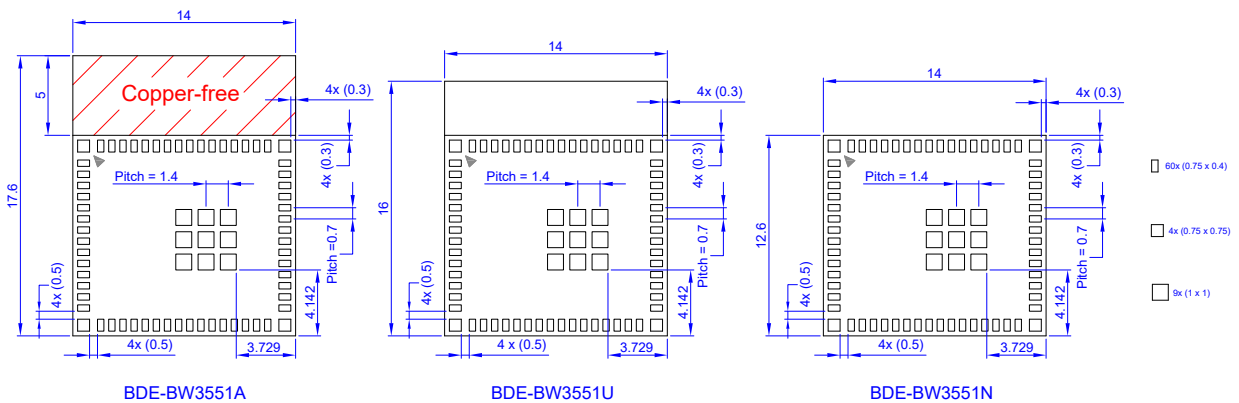 14
17.6
5
Copper-free
4x (0.3)
4x (0.3)
Pitch = 1.4
Pitch =0.7
4x (0.5)
4.142
4x (0.5)
3.729
BDE-BW3551A
14
16
4x (0.3)
4x (0.3)
Pitch = 1.4
Pitch = 0.7
4x (0.5)
4.142
4 x (0.5)
3.729
BDE-BW3551U
14
12.6
4x (0.3)
4x (0.3)
Pitch = 1.4
Pitch = 0.7
4x (0.5)
4.142
4x (0.5)
3.729
BDE-BW3551N
60x (0.75 x 0.4)
4x (0.75 x 0.75)
9x (1 x 1)